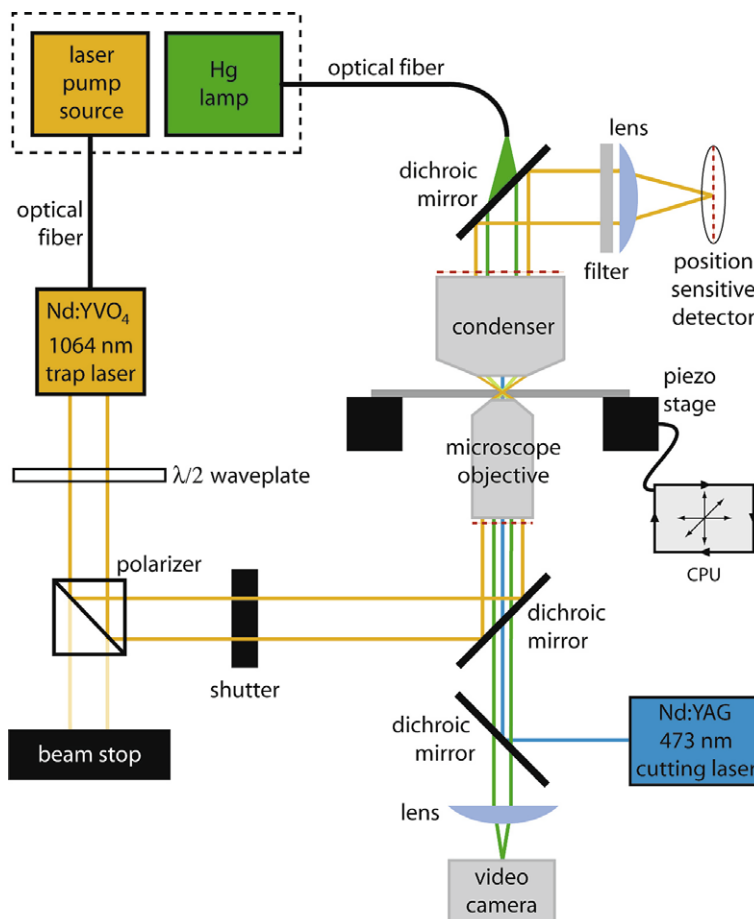 laser
pump
source
Hg
lamp
optical fiber
optical
fiber
dichroic
mirror
lens
filter
position
sensitive
detector
condenser
Nd:YVO₄
1064 nm
trap laser
piezo
stage
λ/2 waveplate
microscope
objective
CPU
polarizer
shutter
dichroic
mirror
beam stop
dichroic
mirror
Nd:YAG
473 nm
cutting laser
lens
video
camera